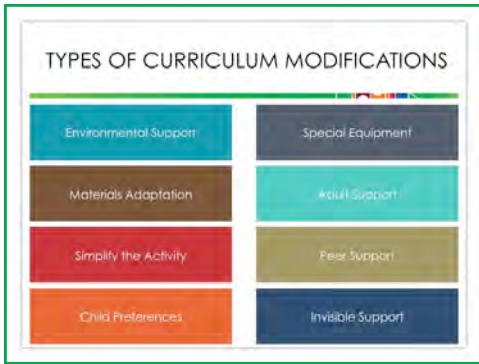 TYPES OF CURRICULUM MODIFICATIONS
Environmental Support
Special Equipment
Materials Adaptation
Adult Support
Simplify the Activity
Peer Support
Child Preferences
Invisible Support